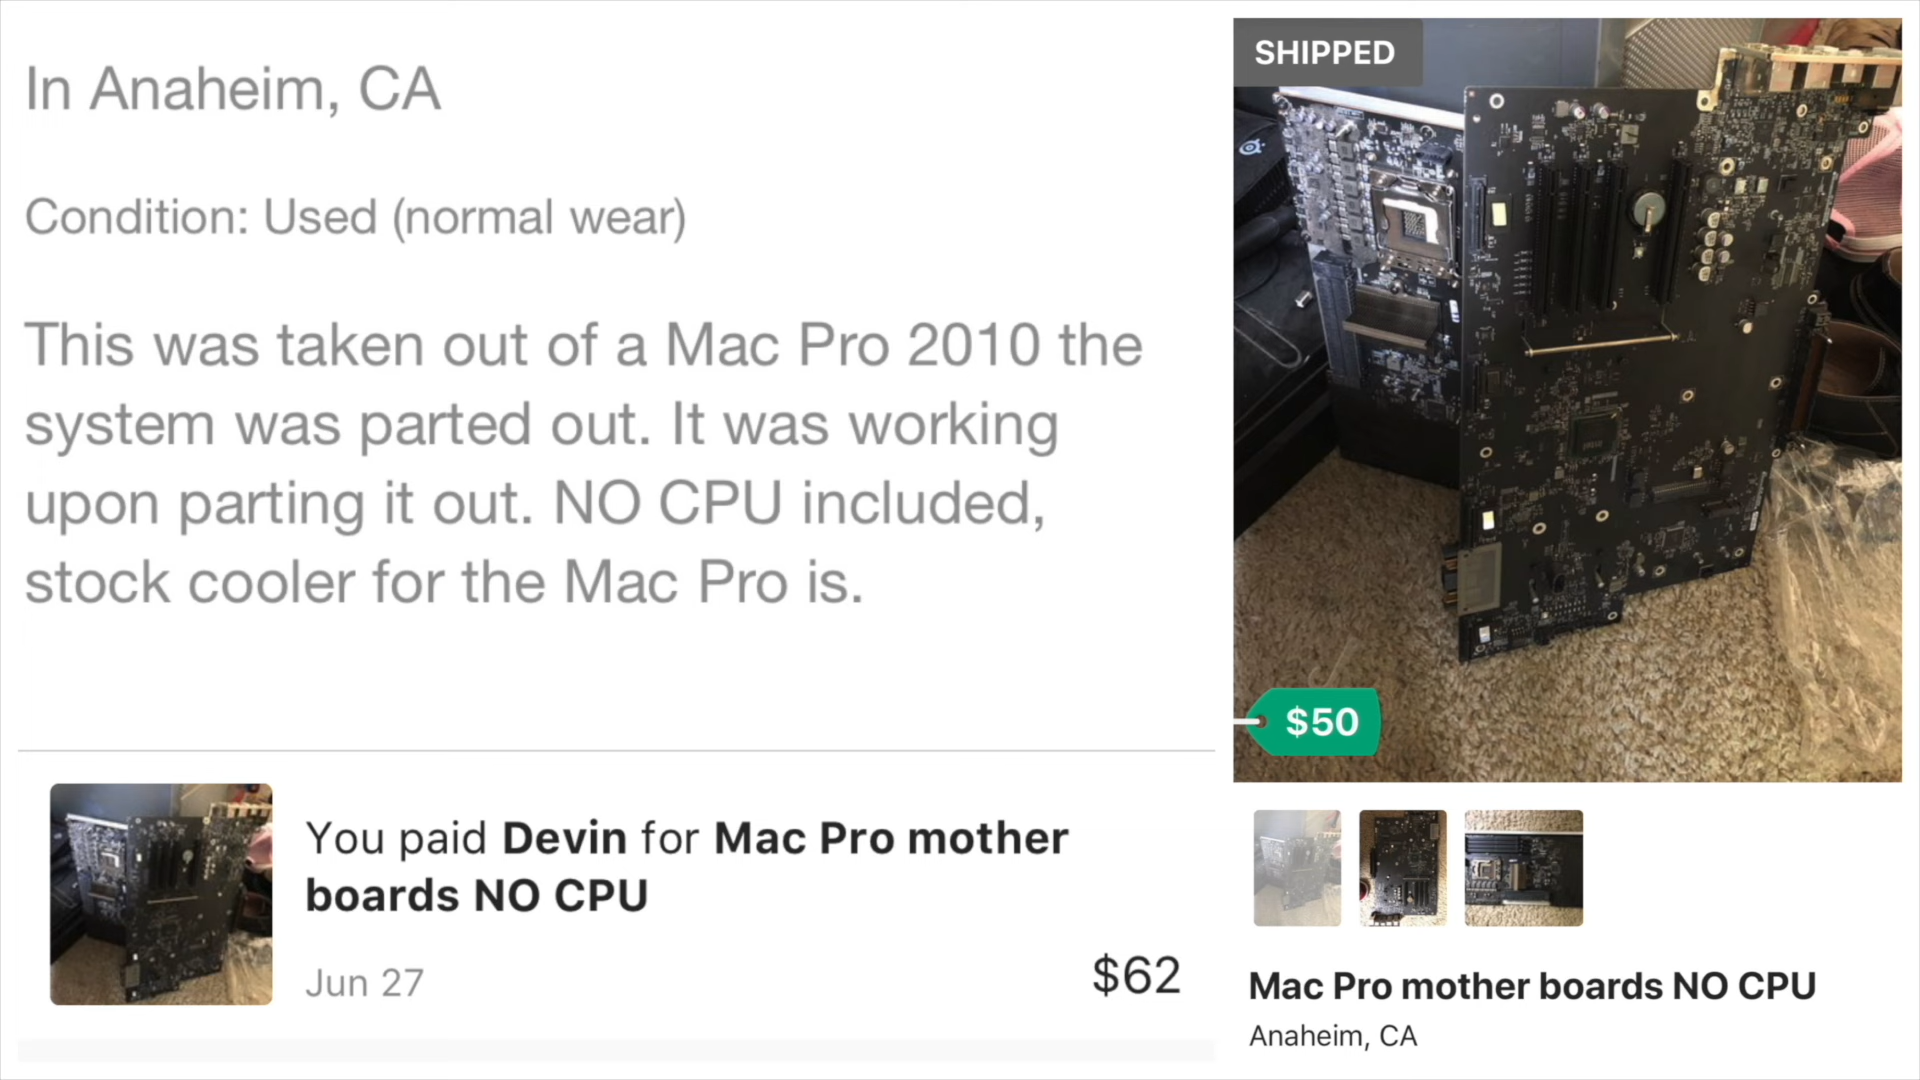 In Anaheim, CA
Condition: Used (normal wear)
This was taken out of a Mac Pro 2010 the
system was parted out. It was working
upon parting it out. NO CPU included,
stock cooler for the Mac Pro is.
You paid Devin for Mac Pro mother
boards NO CPU
Jun 27
$62
SHIPPED
$50
Mac Pro mother boards NO CPU
Anaheim, CA